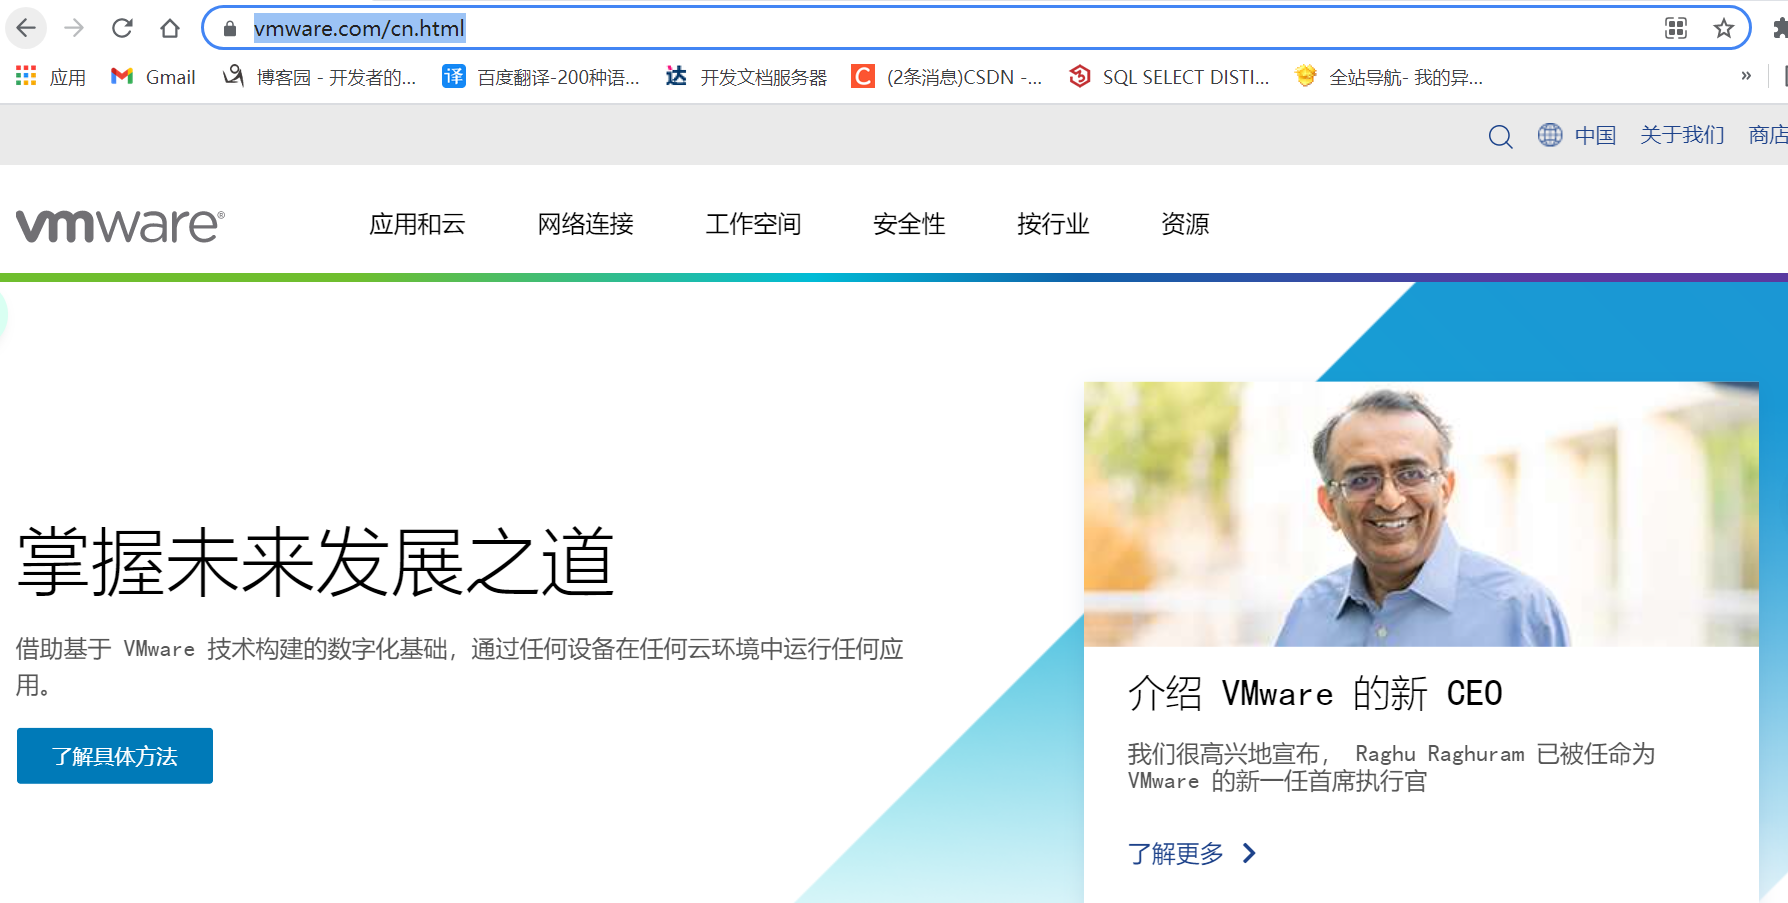 vmware.com/cn.html
应用 Gmail 博客园 - 开发者的... 译 百度翻译-200种语... 达 开发文档服务器 C (2条消息)CSDN -... SQL SELECT DISTI... 全站导航- 我的异... »
中国 关于我们 商店
vmware® 应用和云 网络连接 工作空间 安全性 按行业 资源
掌握未来发展之道
借助基于 VMware 技术构建的数字化基础，通过任何设备在任何云环境中运行任何应
用。
了解具体方法
介绍 VMware 的新 CEO
我们很高兴地宣布， Raghu Raghuram 已被任命为
VMware 的新一任首席执行官
了解更多